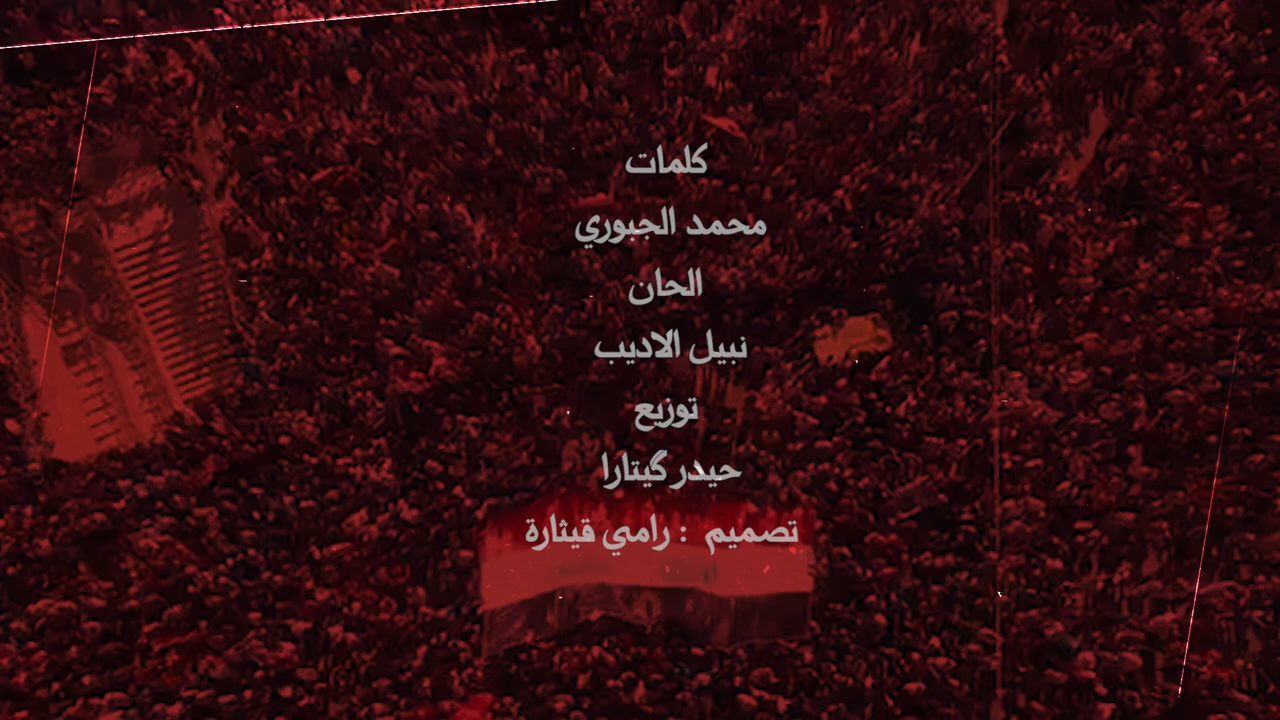 كلمات
محمد الجبوري
الحان
نبيل الاديب
توزيع
حيدر گيتارا
تصميم : رامي قيثارة